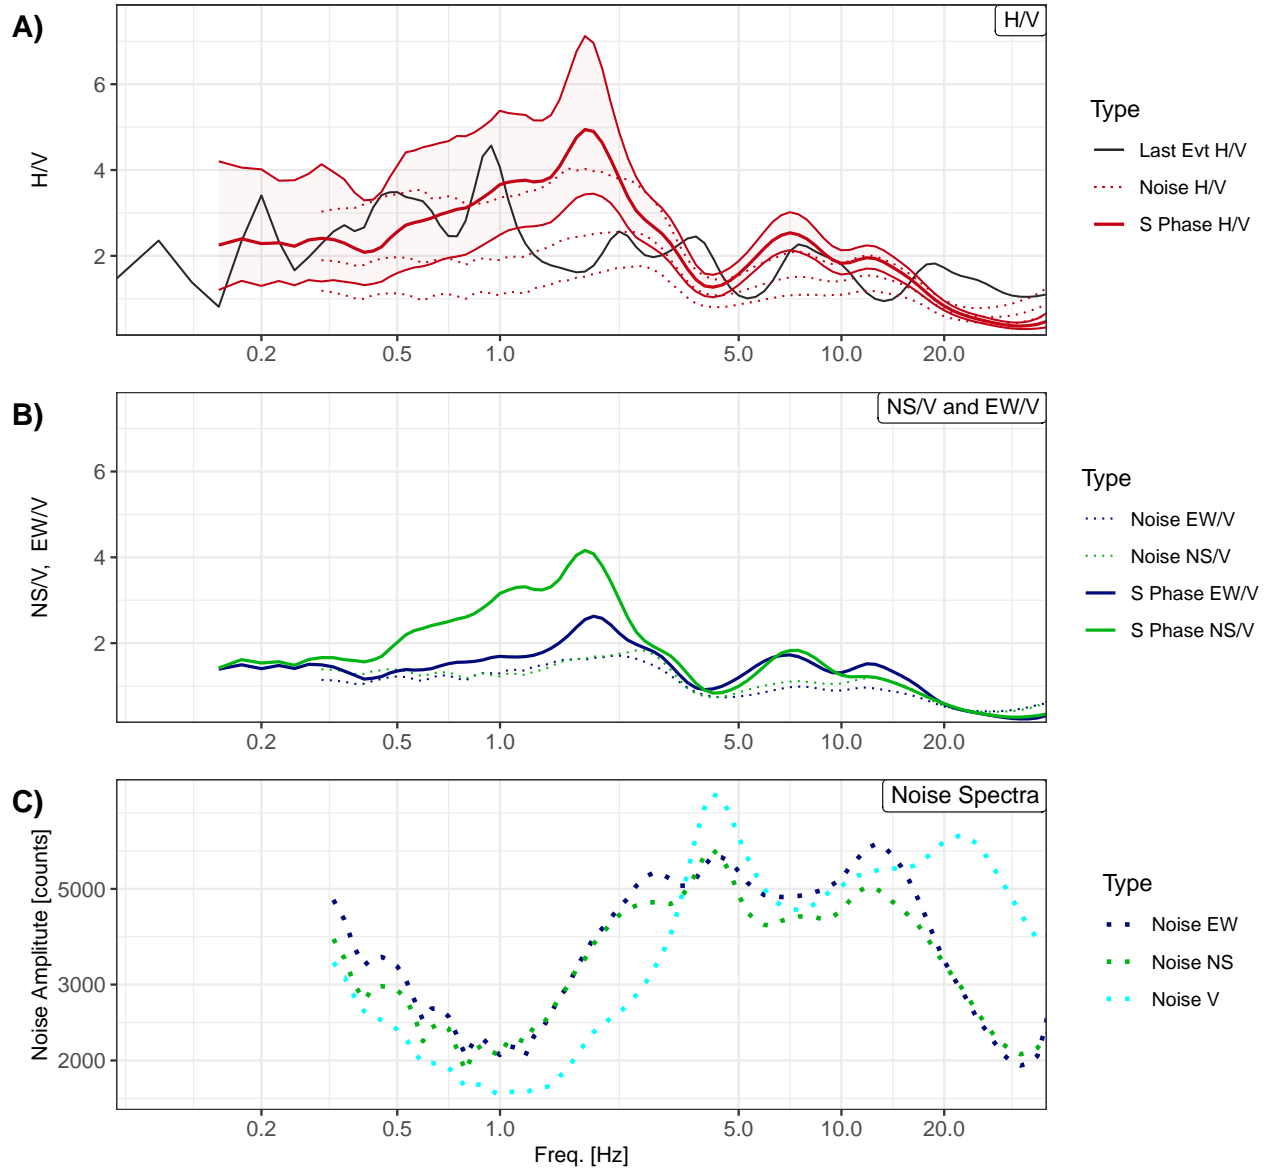 A)
H/V
6
4
2
H/V
0.2 0.5 1.0 5.0 10.0 20.0
Type
Last Evt H/V
Noise H/V
S Phase H/V
B)
NS/V and EW/V
6
4
2
NS/V, EW/V
0.2 0.5 1.0 5.0 10.0 20.0
Type
Noise EW/V
Noise NS/V
S Phase EW/V
S Phase NS/V
C)
Noise Spectra
5000
3000
2000
Noise Amplitute [counts]
0.2 0.5 1.0 5.0 10.0 20.0
Freq. [Hz]
Type
Noise EW
Noise NS
Noise V